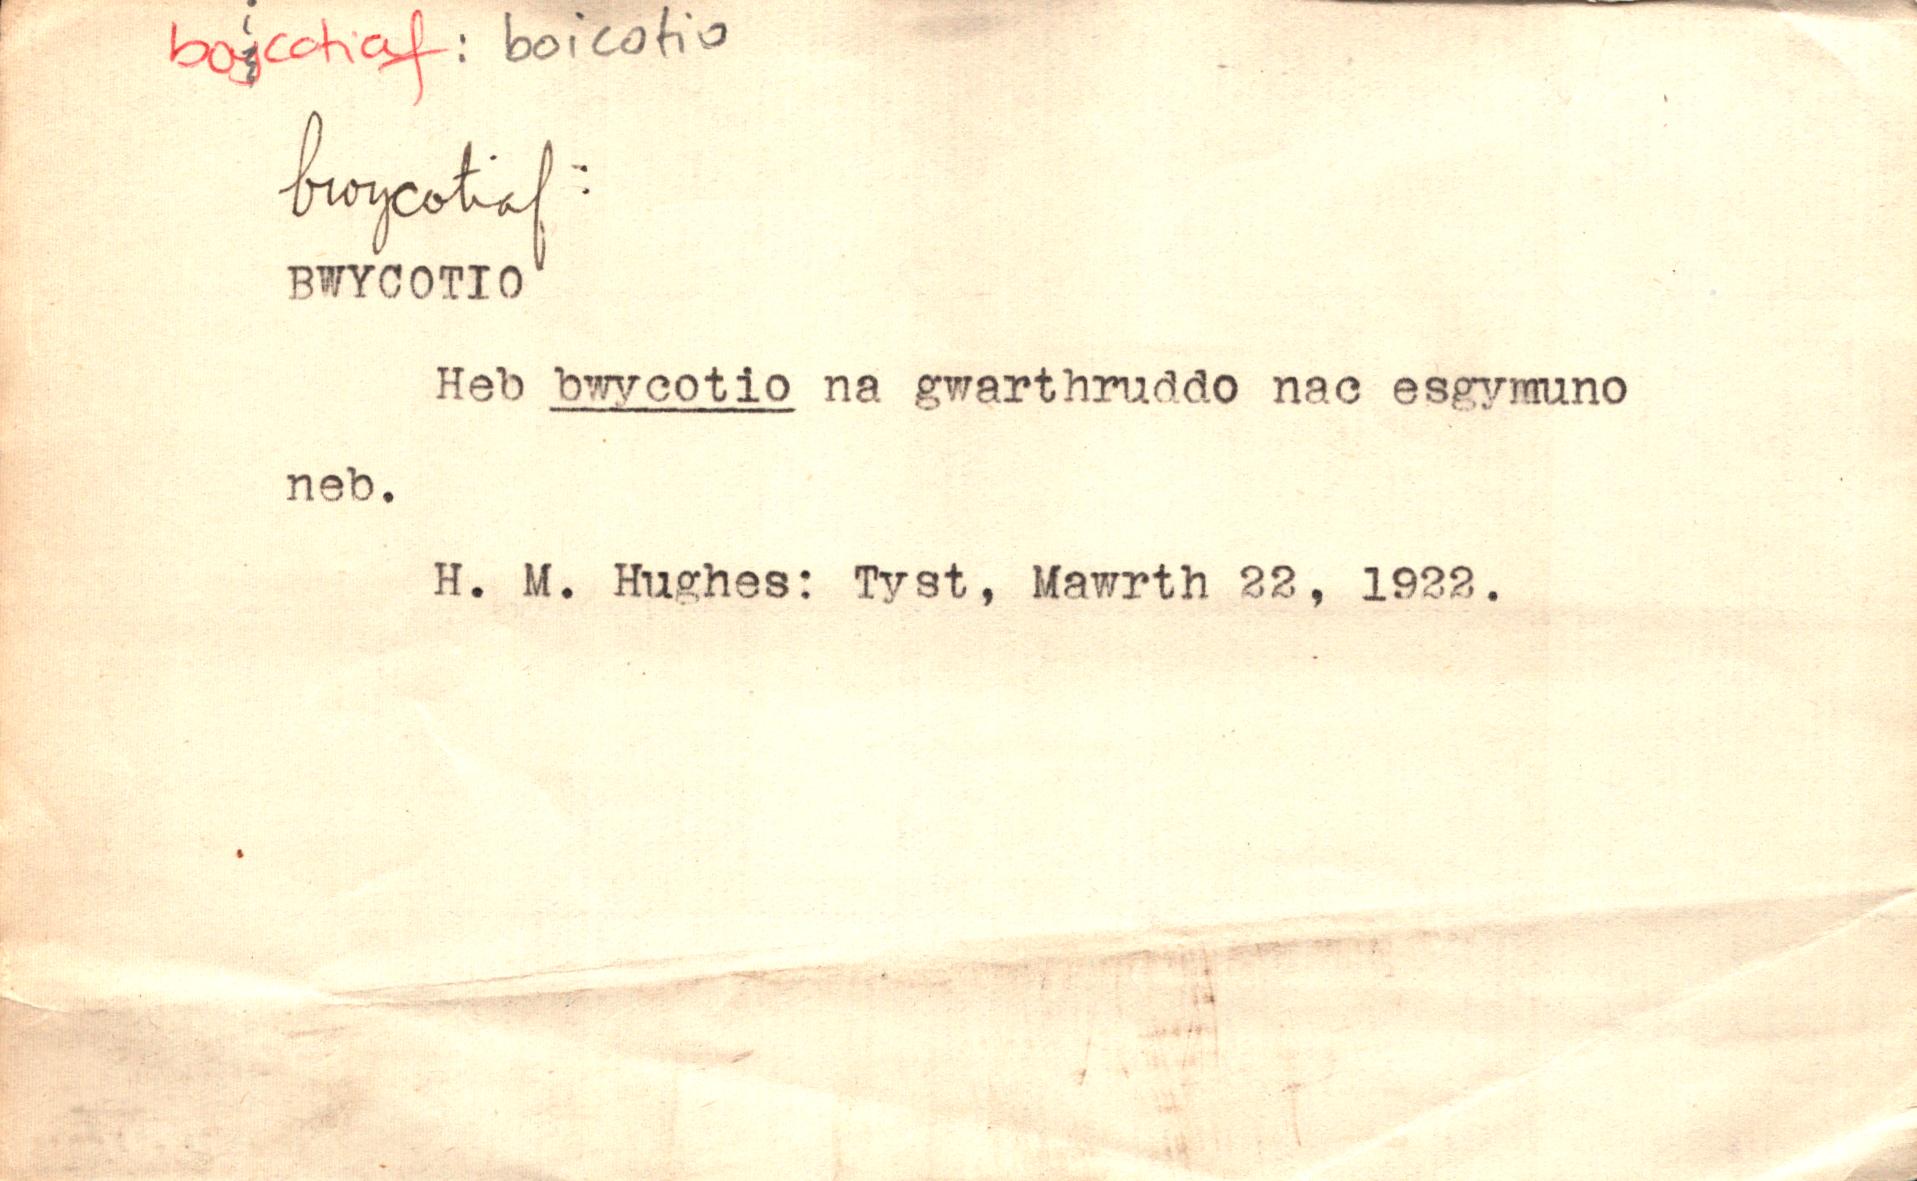 boicotiaf: boicotio
bwycotiaf:
BWYCOTIO
Heb bwycotio na gwarthruddo nac esgymuno
neb.
H. M. Hughes: Tyst, Mawrth 22, 1922.